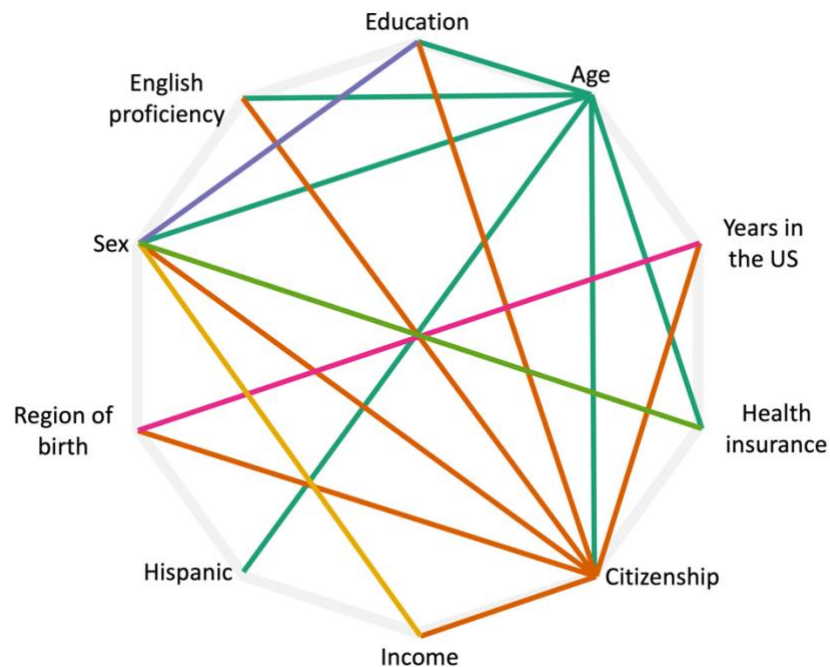 Education
Age
English
proficiency
Years in
the US
Sex
Region of
birth
Health
insurance
Hispanic
Citizenship
Income